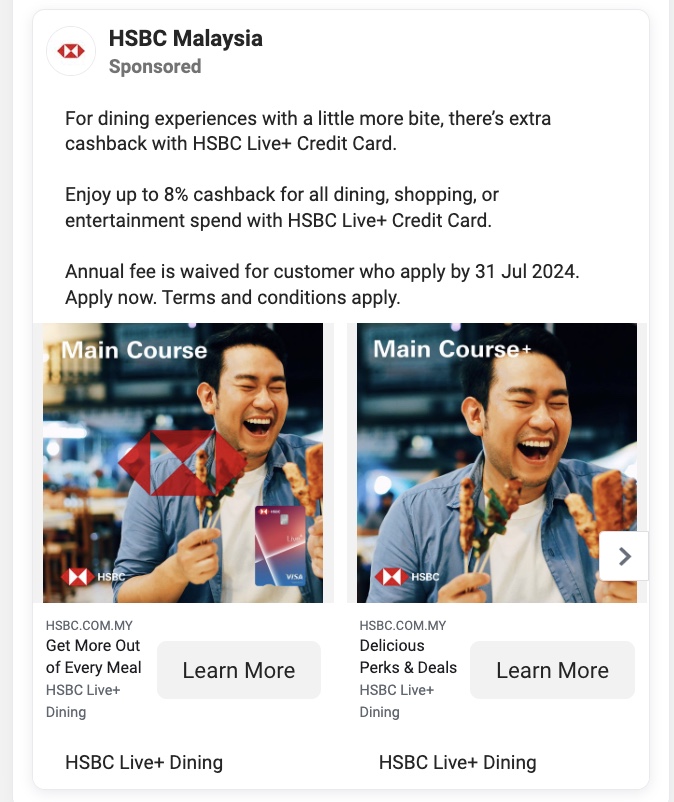 HSBC Malaysia
Sponsored
For dining experiences with a little more bite, there’s extra
cashback with HSBC Live+ Credit Card.
Enjoy up to 8% cashback for all dining, shopping, or
entertainment spend with HSBC Live+ Credit Card.
Annual fee is waived for customer who apply by 31 Jul 2024.
Apply now. Terms and conditions apply.
Main Course
HSBC
Live+
VISA
HSBC
HSBC.COM.MY
Get More Out
of Every Meal
HSBC Live+
Dining
Learn More
HSBC Live+ Dining
Main Course+
HSBC
HSBC.COM.MY
Delicious
Perks & Deals
HSBC Live+
Dining
Learn More
HSBC Live+ Dining